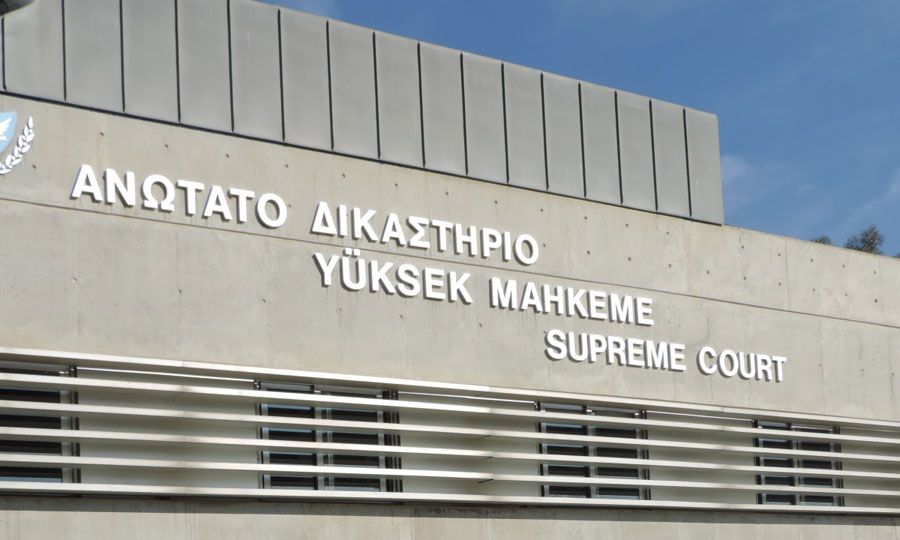 ΑΝΩΤΑΤΟ ΔΙΚΑΣΤΗΡΙΟ
YÜKSEK MAHKEME
SUPREME COURT